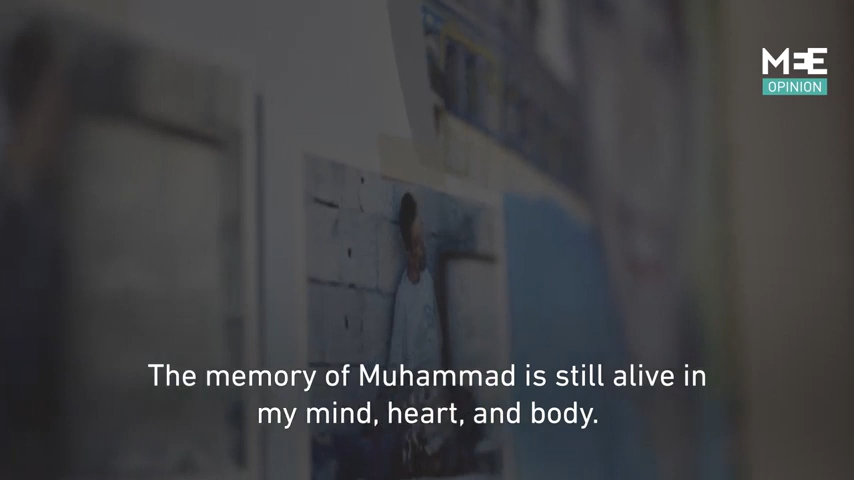 MEE
OPINION
The memory of Muhammad is still alive in
my mind, heart, and body.